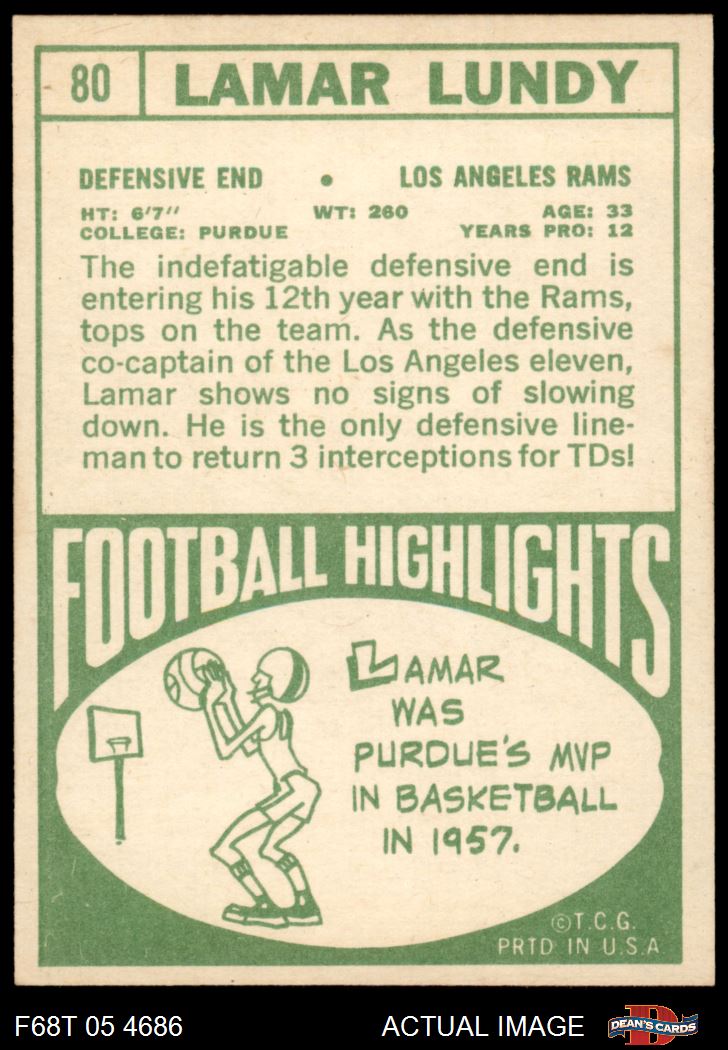 80
LAMAR LUNDY
DEFENSIVE END • LOS ANGELES RAMS
HT: 6'7" WT: 260 AGE: 33
COLLEGE: PURDUE YEARS PRO: 12
The indefatigable defensive end is
entering his 12th year with the Rams,
tops on the team. As the defensive
co-captain of the Los Angeles eleven,
Lamar shows no signs of slowing
down. He is the only defensive line-
man to return 3 interceptions for TDs!
FOOTBALL HIGHLIGHTS
LAMAR
WAS
PURDUE'S MVP
IN BASKETBALL
IN 1957.
©T.C.G.
PRTD IN U.S.A
F68T 05 4686
ACTUAL IMAGE
D
DEAN'S CARDS